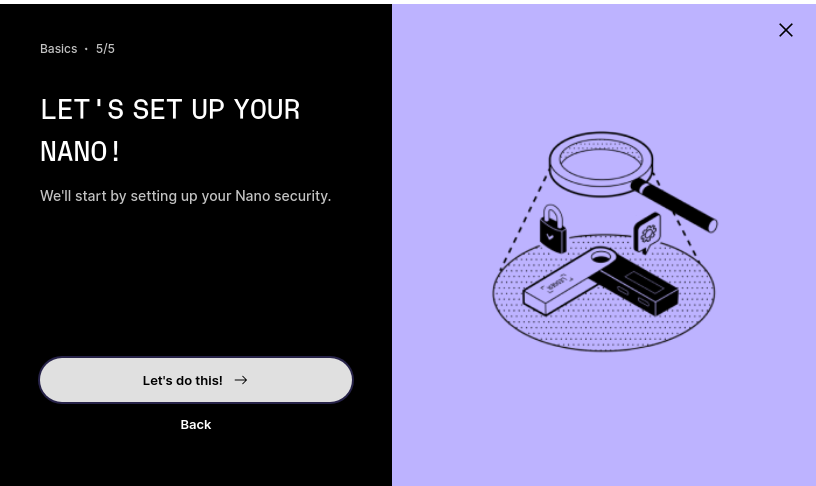 Basics • 5/5
LET'S SET UP YOUR
NANO!
We'll start by setting up your Nano security.
Let's do this! →
Back